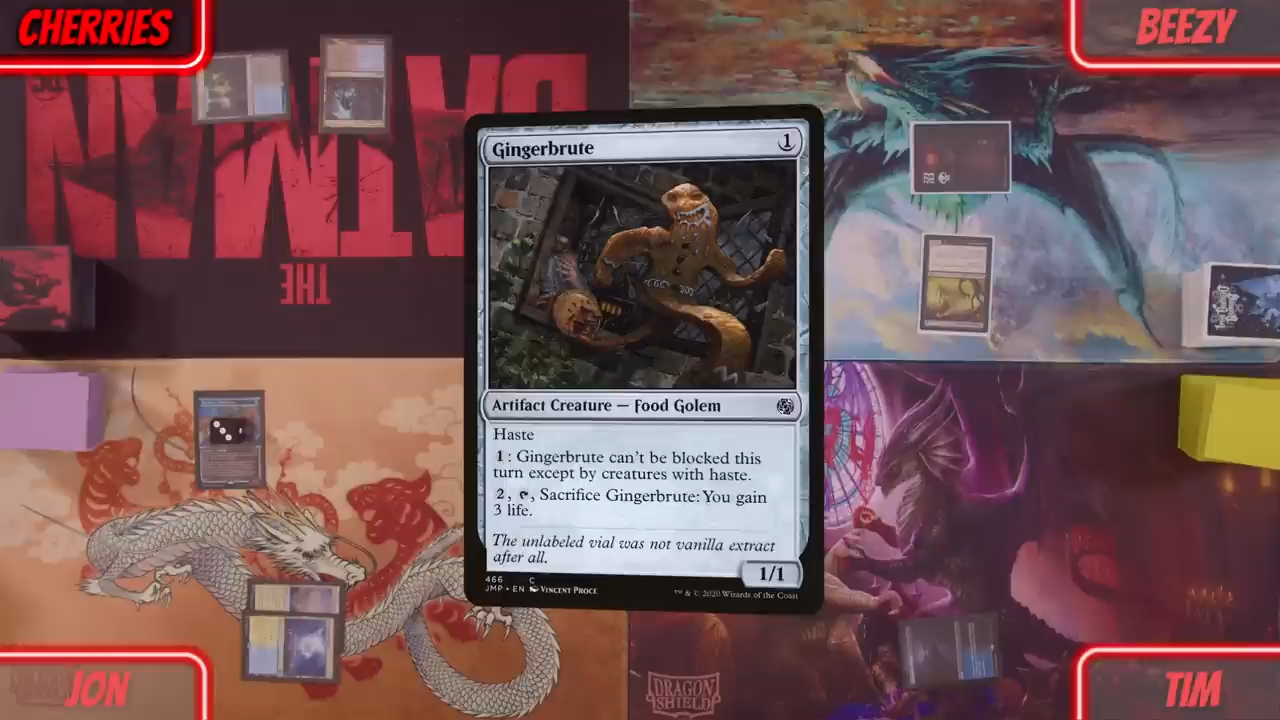 CHERRIES
BEEZY
THE
Gingerbrute
1
Artifact Creature — Food Golem
Haste
1: Gingerbrute can't be blocked this
turn except by creatures with haste.
2, , Sacrifice Gingerbrute: You gain
3 life.
The unlabeled vial was not vanilla extract
after all.
1/1
466 C
JMP • EN VINCENT PROCE
™ & © 2020 Wizards of the Coast
JON
DRAGON
SHIELD
TIM